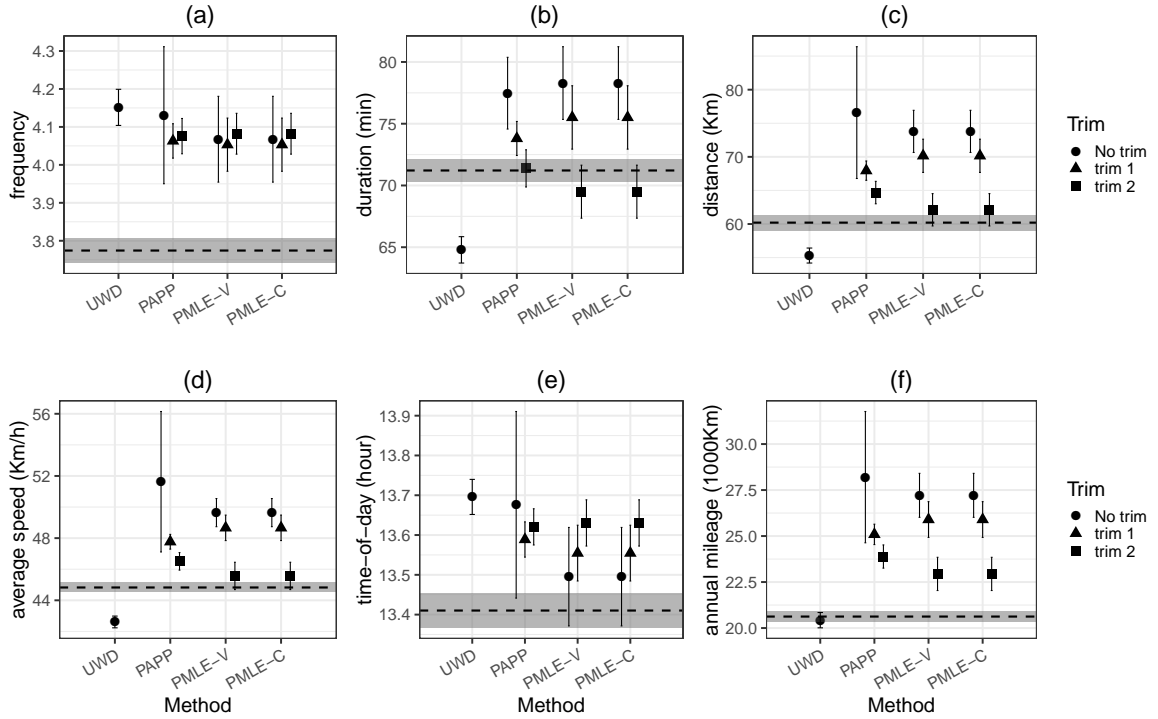 (a)
frequency
4.3
4.2
4.1
4.0
3.9
3.8
UWD
PAPP
PMLE−V
PMLE−C
(b)
duration (min)
80
75
70
65
UWD
PAPP
PMLE−V
PMLE−C
(c)
distance (Km)
80
70
60
UWD
PAPP
PMLE−V
PMLE−C
Trim
No trim
trim 1
trim 2
(d)
average speed (Km/h)
56
52
48
44
UWD
PAPP
PMLE−V
PMLE−C
Method
(e)
time−of−day (hour)
13.9
13.8
13.7
13.6
13.5
13.4
UWD
PAPP
PMLE−V
PMLE−C
Method
(f)
annual mileage (1000Km)
30.0
27.5
25.0
22.5
20.0
UWD
PAPP
PMLE−V
PMLE−C
Method
Trim
No trim
trim 1
trim 2